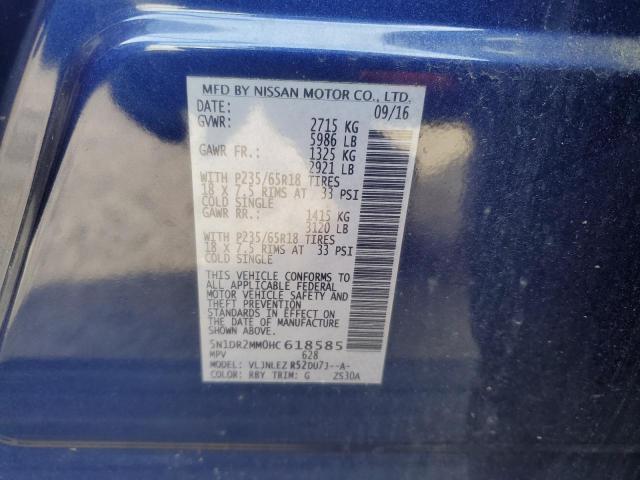 MFD BY NISSAN MOTOR CO., LTD.
DATE: 09/16
GVWR: 2715 KG
5986 LB
GAWR FR.: 1325 KG
2921 LB
WITH P235/65R18 TIRES
18 X 7.5 RIMS AT 33 PSI
COLD SINGLE
GAWR RR.: 1415 KG
3120 LB
WITH P235/65R18 TIRES
18 X 7.5 RIMS AT 33 PSI
COLD SINGLE
THIS VEHICLE CONFORMS TO
ALL APPLICABLE FEDERAL
MOTOR VEHICLE SAFETY AND
THEFT PREVENTION
STANDARDS IN EFFECT ON
THE DATE OF MANUFACTURE
SHOWN ABOVE.
5N1DR2MM0HC 618585
MPV 628
MODEL: VLJNLEZ R52DU7J--A-
COLOR: RBY TRIM: G ZS30A